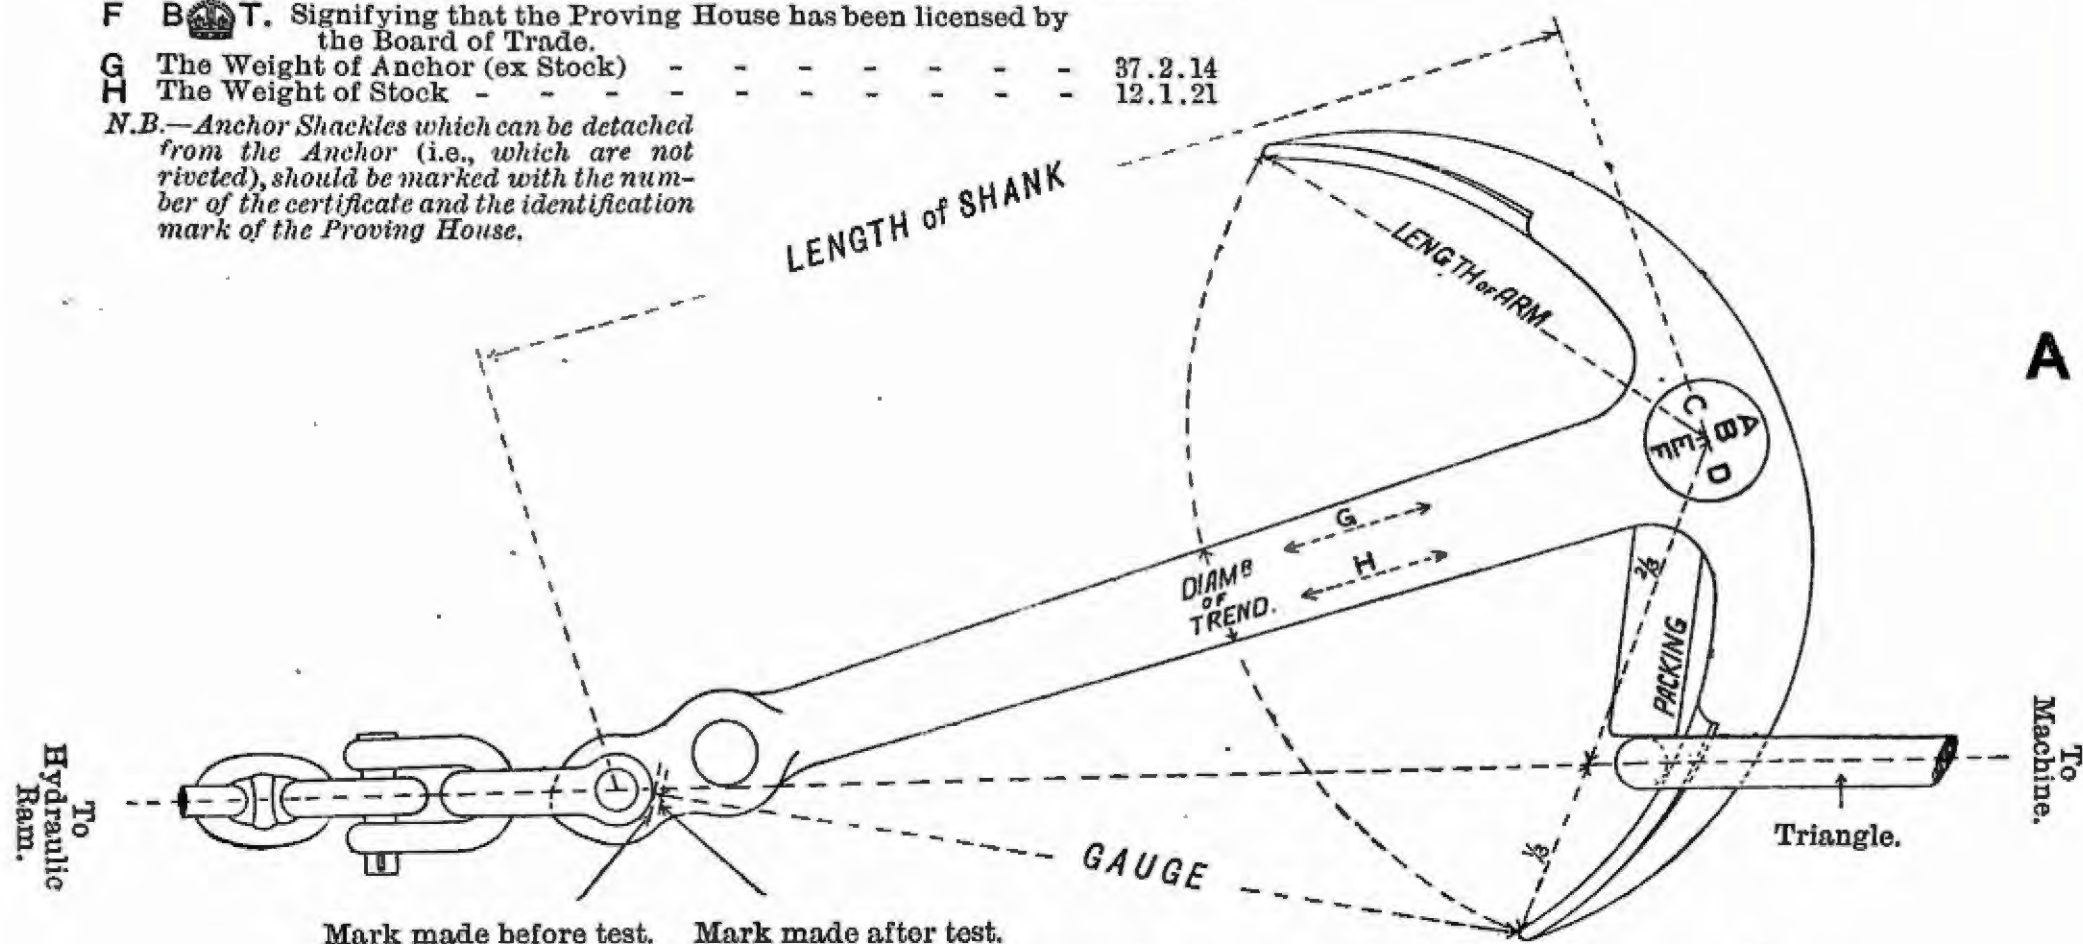 F B T. Signifying that the Proving House has been licensed by
the Board of Trade.
G The Weight of Anchor (ex Stock) - - - - - - - 37.2.14
H The Weight of Stock - - - - - - - - - - 12.1.21
N.B.—Anchor Shackles which can be detached
from the Anchor (i.e., which are not
riveted), should be marked with the num-
ber of the certificate and the identification
mark of the Proving House.
LENGTH of SHANK
LENGTH OF ARM
A
A
B
C
D
E
F
G
H
DIAMR
OF
TREND.
2/3
PACKING
To
Hydraulic
Ram.
To
Machine.
Triangle.
1/3
GAUGE
Mark made before test. Mark made after test.